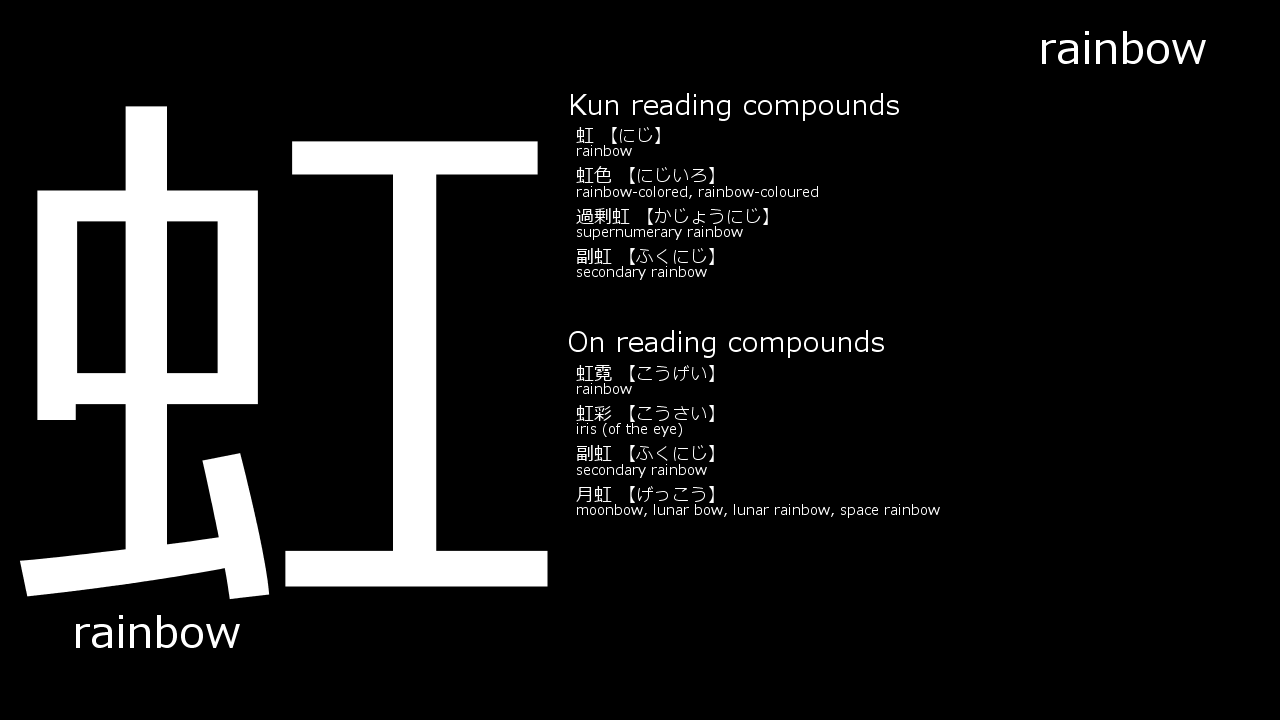 rainbow
虹
rainbow
Kun reading compounds
虹 【にじ】
rainbow
虹色 【にじいろ】
rainbow-colored, rainbow-coloured
過剰虹 【かじょうにじ】
supernumerary rainbow
副虹 【ふくにじ】
secondary rainbow
On reading compounds
虹霓 【こうげい】
rainbow
虹彩 【こうさい】
iris (of the eye)
副虹 【ふくにじ】
secondary rainbow
月虹 【げっこう】
moonbow, lunar bow, lunar rainbow, space rainbow